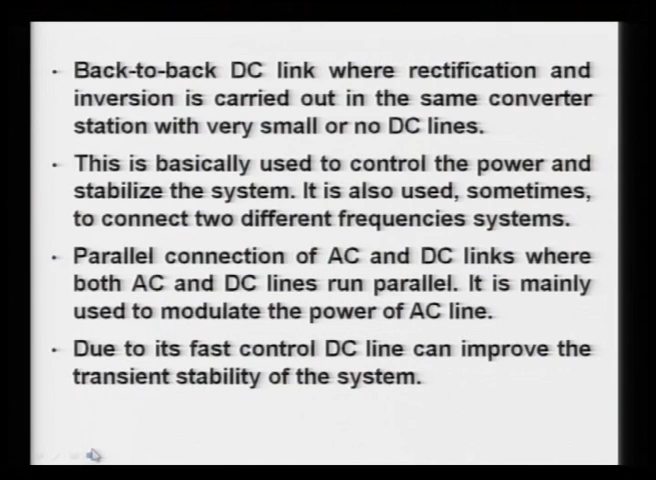 · Back-to-back DC link where rectification and
inversion is carried out in the same converter
station with very small or no DC lines.
· This is basically used to control the power and
stabilize the system. It is also used, sometimes,
to connect two different frequencies systems.
· Parallel connection of AC and DC links where
both AC and DC lines run parallel. It is mainly
used to modulate the power of AC line.
· Due to its fast control DC line can improve the
transient stability of the system.